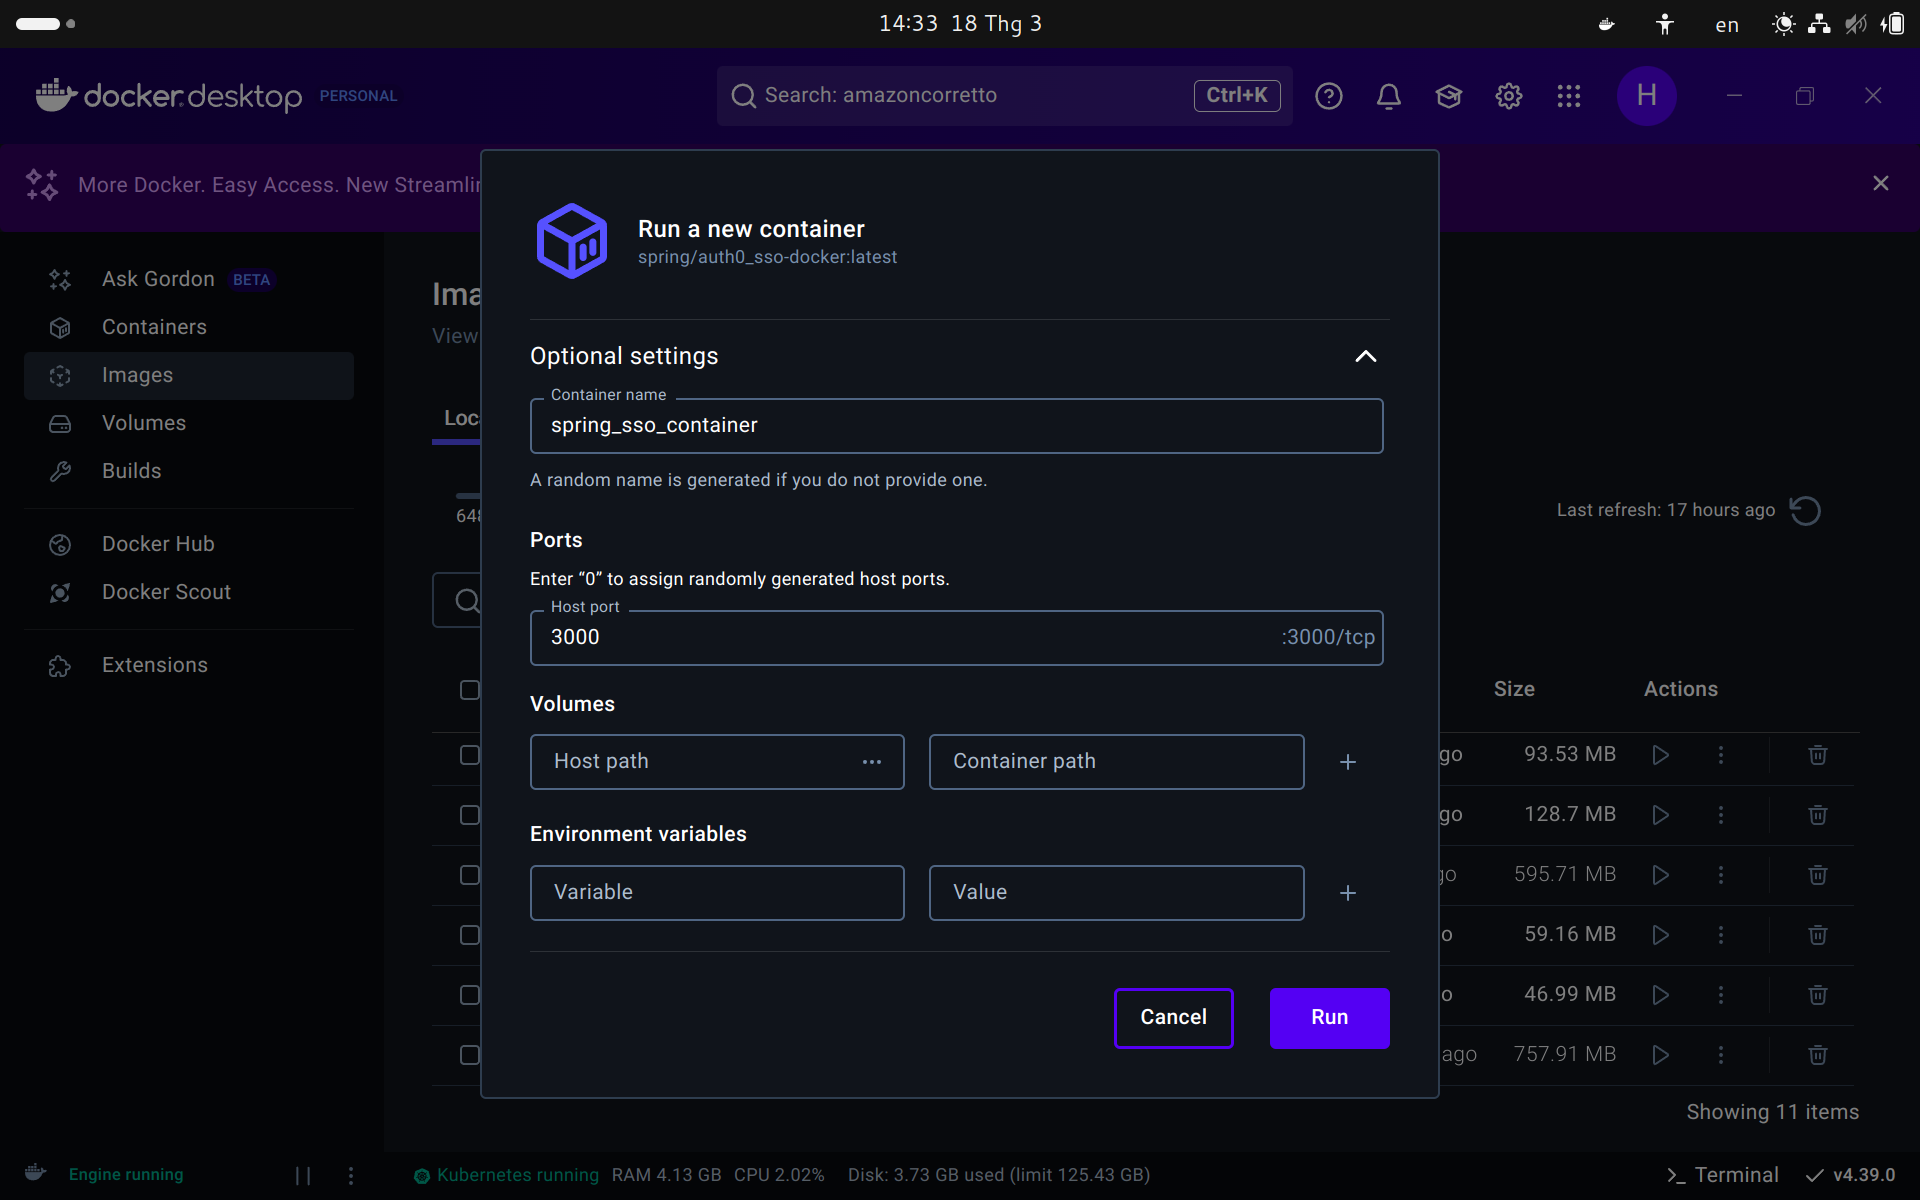 14:33 18 Thg 3
en
docker.desktop PERSONAL
Search: amazoncorretto Ctrl+K
H
More Docker. Easy Access. New Streamlin
Ask Gordon BETA
Containers
Images
Volumes
Builds
Docker Hub
Docker Scout
Extensions
Ima
View
Loc
648
Last refresh: 17 hours ago
Run a new container
spring/auth0_sso-docker:latest
Optional settings
Container name
spring_sso_container
A random name is generated if you do not provide one.
Ports
Enter “0” to assign randomly generated host ports.
Host port
3000 :3000/tcp
Volumes
Host path ··· Container path +
Environment variables
Variable Value +
Cancel Run
Size Actions
go 93.53 MB
go 128.7 MB
go 595.71 MB
o 59.16 MB
o 46.99 MB
ago 757.91 MB
Showing 11 items
Engine running
Kubernetes running RAM 4.13 GB CPU 2.02% Disk: 3.73 GB used (limit 125.43 GB)
>_ Terminal v4.39.0